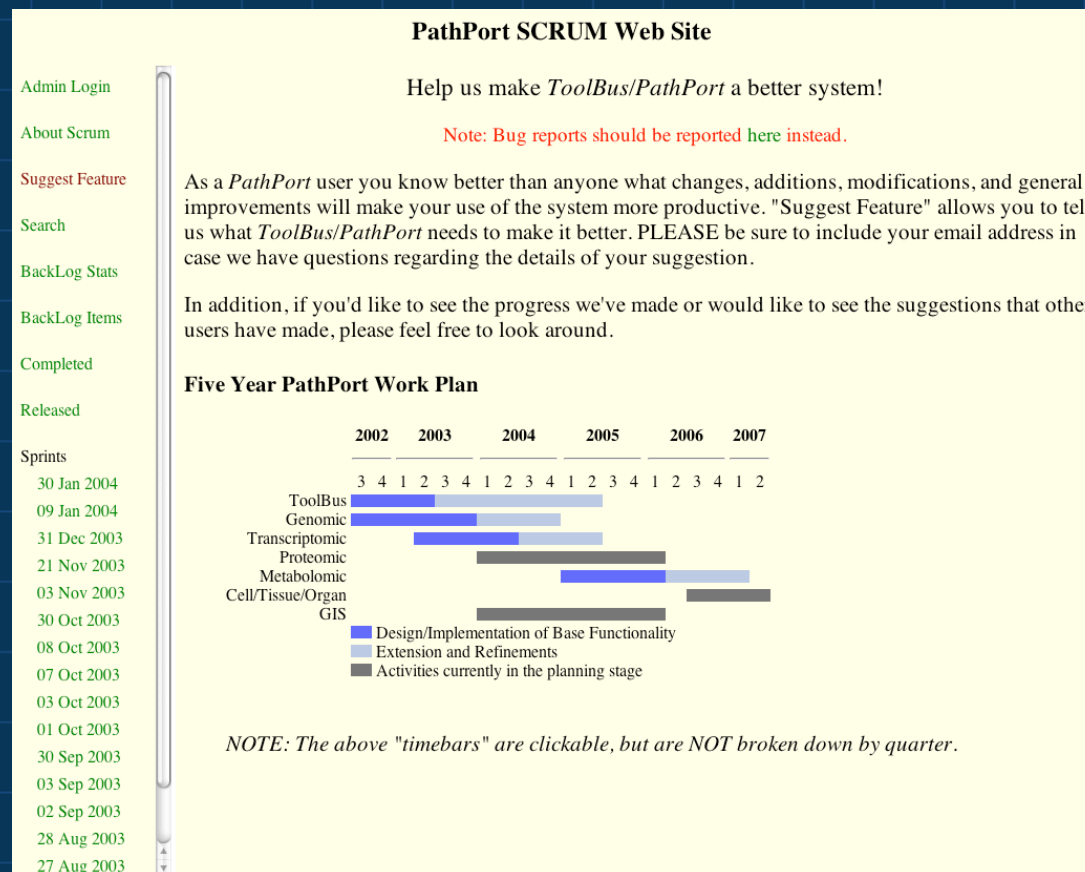 PathPort SCRUM Web Site
Admin Login
About Scrum
Suggest Feature
Search
BackLog Stats
BackLog Items
Completed
Released
Sprints
30 Jan 2004
09 Jan 2004
31 Dec 2003
21 Nov 2003
03 Nov 2003
30 Oct 2003
08 Oct 2003
07 Oct 2003
03 Oct 2003
01 Oct 2003
30 Sep 2003
03 Sep 2003
02 Sep 2003
28 Aug 2003
27 Aug 2003
Help us make ToolBus/PathPort a better system!
Note: Bug reports should be reported here instead.
As a PathPort user you know better than anyone what changes, additions, modifications, and general
improvements will make your use of the system more productive. "Suggest Feature" allows you to tel
us what ToolBus/PathPort needs to make it better. PLEASE be sure to include your email address in
case we have questions regarding the details of your suggestion.
In addition, if you'd like to see the progress we've made or would like to see the suggestions that othe
users have made, please feel free to look around.
Five Year PathPort Work Plan
2002 2003 2004 2005 2006 2007
3 4 1 2 3 4 1 2 3 4 1 2 3 4 1 2 3 4 1 2
ToolBus
Genomic
Transcriptomic
Proteomic
Metabolomic
Cell/Tissue/Organ
GIS
Design/Implementation of Base Functionality
Extension and Refinements
Activities currently in the planning stage
NOTE: The above "timebars" are clickable, but are NOT broken down by quarter.